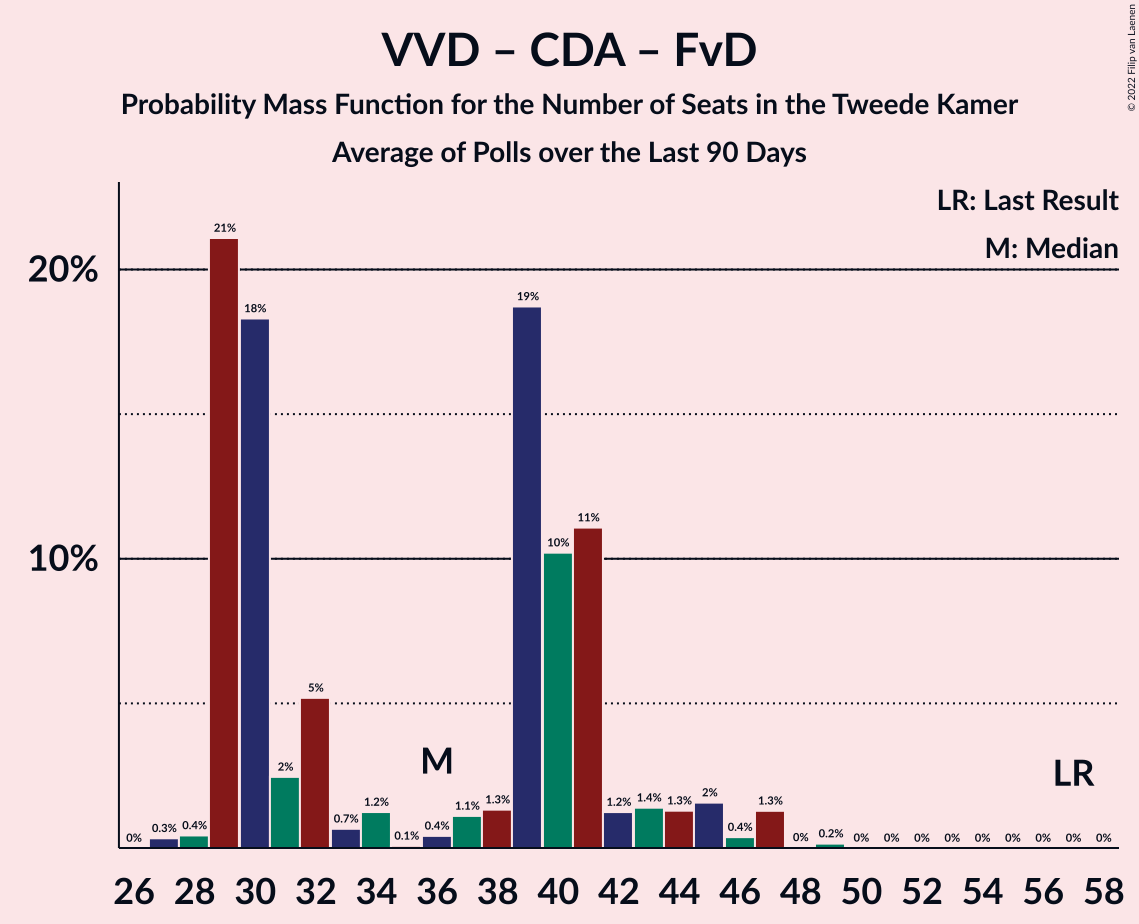 VVD – CDA – FvD
Probability Mass Function for the Number of Seats in the Tweede Kamer
Average of Polls over the Last 90 Days
© 2022 Filip van Laenen
LR: Last Result
M: Median
20%
10%
0% 0.3% 0.4% 21% 18% 2% 5% 0.7% 1.2% 0.1% 0.4% 1.1% 1.3% 19% 10% 11% 1.2% 1.4% 1.3% 2% 0.4% 1.3% 0% 0.2% 0% 0% 0% 0% 0% 0% 0% 0% 0%
M
LR
26 28 30 32 34 36 38 40 42 44 46 48 50 52 54 56 58